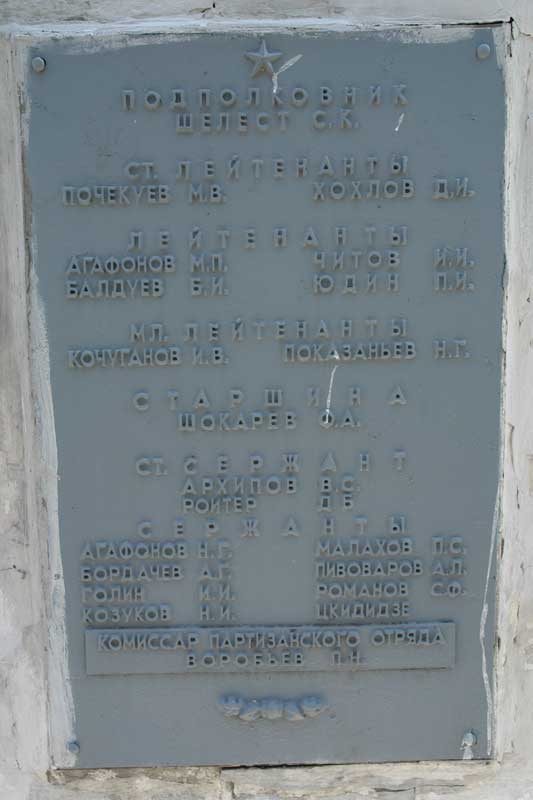 ПОДПОЛКОВНИК
ШЕЛЕСТ С.К.
СТ. ЛЕЙТЕНАНТЫ
ПОЧЕКУЕВ М.В. ХОХЛОВ Д.И.
ЛЕЙТЕНАНТЫ
АГАФОНОВ М.П. ЧИТОВ И.И.
БАЛДУЕВ Б.И. ЮДИН П.И.
МЛ. ЛЕЙТЕНАНТЫ
КОЧУГАНОВ И.В. ПОКАЗАНЬЕВ Н.Г.
СТАРШИНА
ШОКАРЕВ Ф.А.
СТ. СЕРЖАНТ
АРХИПОВ В.С.
РОИТЕР Д Б
СЕРЖАНТЫ
АГАФОНОВ Н.Г. МАЛАХОВ П.С.
БОРДАЧЕВ А.Г. ПИВОВАРОВ А.П.
ГОЛИН И.И. РОМАНОВ С.Ф.
КОЗУКОВ Н.И. ЦКИДИДЗЕ
КОМИССАР ПАРТИЗАНСКОГО ОТРЯДА
ВОРОБЬЕВ П.Н.